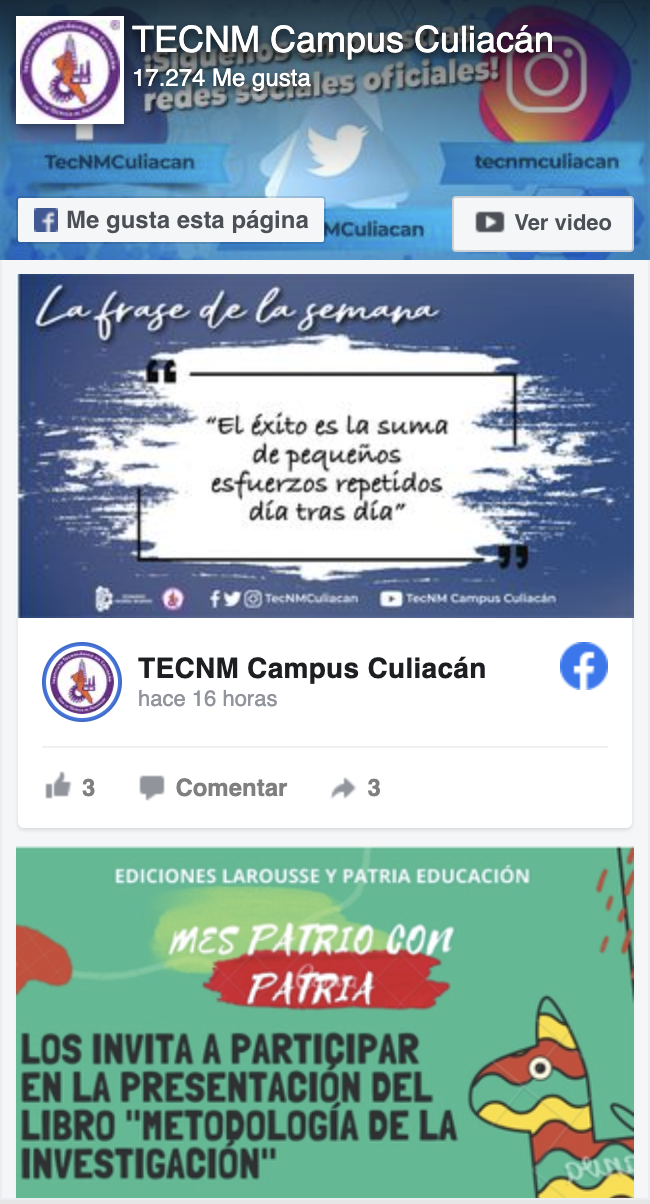 TECNM Campus Culiacán
17.274 Me gusta
¡Síguenos en
redes sociales oficiales!
TecNMCuliacan
tecnmculiacan
MCuliacan
Me gusta esta página
Ver video
La frase de la semana
“El éxito es la suma
de pequeños
esfuerzos repetidos
día tras día”
TecNMCuliacan
TecNM Campus Culiacán
TECNM Campus Culiacán
hace 16 horas
3
Comentar
3
EDICIONES LAROUSSE Y PATRIA EDUCACIÓN
MES PATRIO CON
PATRIA
LOS INVITA A PARTICIPAR
EN LA PRESENTACIÓN DEL
LIBRO "METODOLOGÍA DE LA
INVESTIGACIÓN"